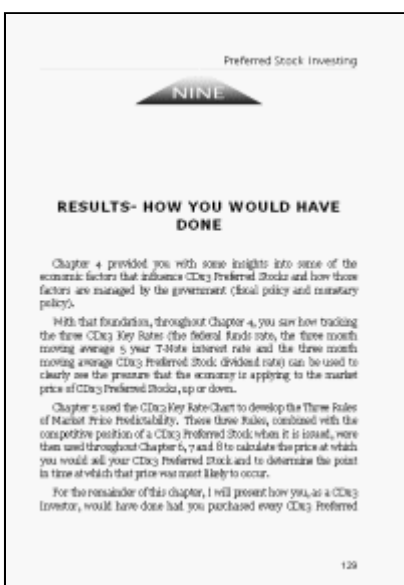 Preferred Stock Investing
NINE
RESULTS- HOW YOU WOULD HAVE
DONE
Chapter 4 provided you with some insights into some of the
economic factors that influence CDx3 Preferred Stocks and how those
factors are managed by the government (fiscal policy and monetary
policy).
With that foundation, throughout Chapter 4, you saw how tracking
the three CDx3 Key Rates (the federal funds rate, the three month
moving average 5 year T-Note interest rate and the three month
moving average CDx3 Preferred Stock dividend rate) can be used to
clearly see the pressure that the economy is applying to the market
price of CDx3 Preferred Stocks, up or down.
Chapter 5 used the CDx3 Key Rate Chart to develop the Three Rules
of Market Price Predictability. These three Rules, combined with the
competitive position of a CDx3 Preferred Stock when it is issued, were
then used throughout Chapter 6, 7 and 8 to calculate the price at which
you would sell your CDx3 Preferred Stock and to determine the point
in time at which that price was most likely to occur.
For the remainder of this chapter, I will present how you, as a CDx3
Investor, would have done had you purchased every CDx3 Preferred
129